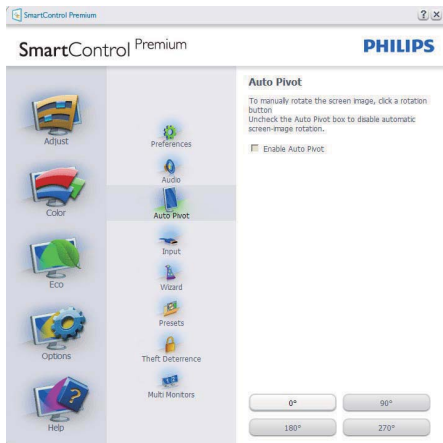 SmartControl Premium
? ×
SmartControl Premium
PHILIPS
Adjust
Color
Eco
Options
Help
Preferences
Audio
Auto Pivot
Input
Wizard
Presets
Theft Deterrence
Multi Monitors
Auto Pivot
To manually rotate the screen image, click a rotation
button
Uncheck the Auto Pivot box to disable automatic
screen-image rotation.
Enable Auto Pivot
0°
90°
180°
270°